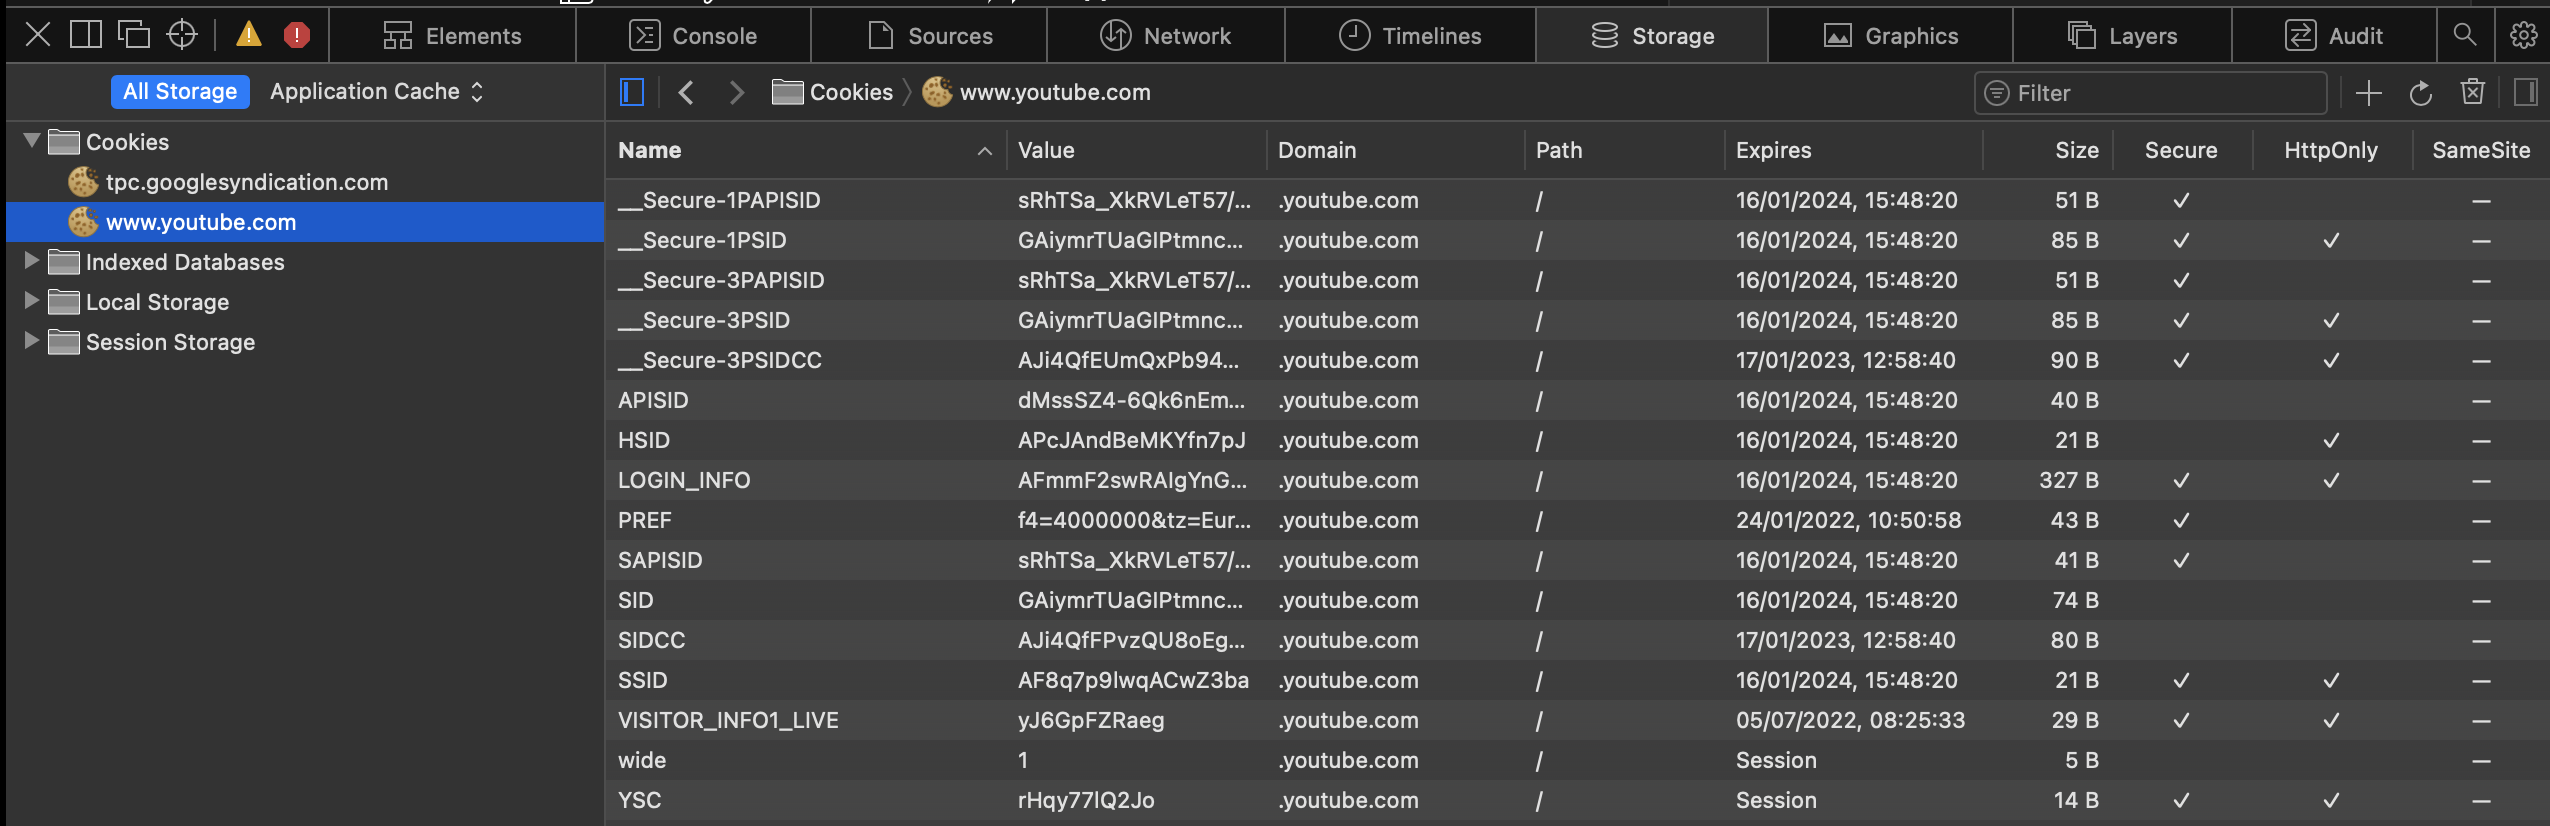 Elements Console Sources Network Timelines Storage Graphics Layers Audit
All Storage Application Cache Cookies www.youtube.com Filter
Cookies
tpc.googlesyndication.com
www.youtube.com
Indexed Databases
Local Storage
Session Storage
Name Value Domain Path Expires Size Secure HttpOnly SameSite
__Secure-1PAPISID sRhTSa_XkRVLeT57/... .youtube.com / 16/01/2024, 15:48:20 51 B ✓ —
__Secure-1PSID GAiymrTUaGIPtmnc... .youtube.com / 16/01/2024, 15:48:20 85 B ✓ ✓ —
__Secure-3PAPISID sRhTSa_XkRVLeT57/... .youtube.com / 16/01/2024, 15:48:20 51 B ✓ —
__Secure-3PSID GAiymrTUaGIPtmnc... .youtube.com / 16/01/2024, 15:48:20 85 B ✓ ✓ —
__Secure-3PSIDCC AJi4QfEUmQxPb94... .youtube.com / 17/01/2023, 12:58:40 90 B ✓ ✓ —
APISID dMssSZ4-6Qk6nEm... .youtube.com / 16/01/2024, 15:48:20 40 B —
HSID APcJAndBeMKYfn7pJ .youtube.com / 16/01/2024, 15:48:20 21 B ✓ —
LOGIN_INFO AFmmF2swRAIgYnG... .youtube.com / 16/01/2024, 15:48:20 327 B ✓ ✓ —
PREF f4=4000000&tz=Eur... .youtube.com / 24/01/2022, 10:50:58 43 B ✓ —
SAPISID sRhTSa_XkRVLeT57/... .youtube.com / 16/01/2024, 15:48:20 41 B ✓ —
SID GAiymrTUaGIPtmnc... .youtube.com / 16/01/2024, 15:48:20 74 B —
SIDCC AJi4QfFPvzQU8oEg... .youtube.com / 17/01/2023, 12:58:40 80 B —
SSID AF8q7p9lwqACwZ3ba .youtube.com / 16/01/2024, 15:48:20 21 B ✓ ✓ —
VISITOR_INFO1_LIVE yJ6GpFZRaeg .youtube.com / 05/07/2022, 08:25:33 29 B ✓ ✓ —
wide 1 .youtube.com / Session 5 B —
YSC rHqy77lQ2Jo .youtube.com / Session 14 B ✓ ✓ —